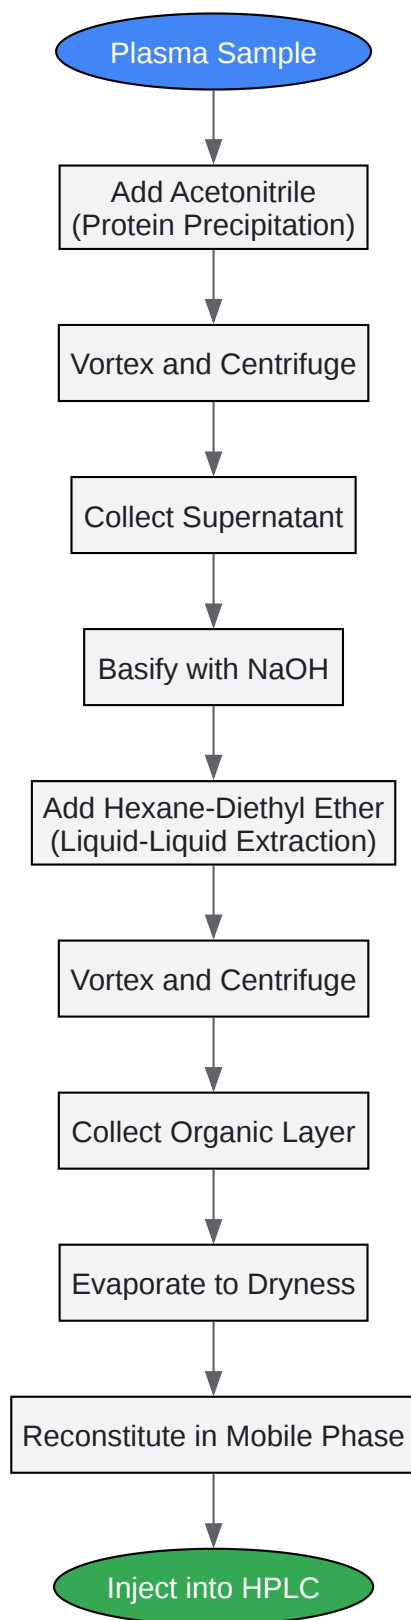 Plasma Sample
Add Acetonitrile
(Protein Precipitation)
Vortex and Centrifuge
Collect Supernatant
Basify with NaOH
Add Hexane-Diethyl Ether
(Liquid-Liquid Extraction)
Vortex and Centrifuge
Collect Organic Layer
Evaporate to Dryness
Reconstitute in Mobile Phase
Inject into HPLC